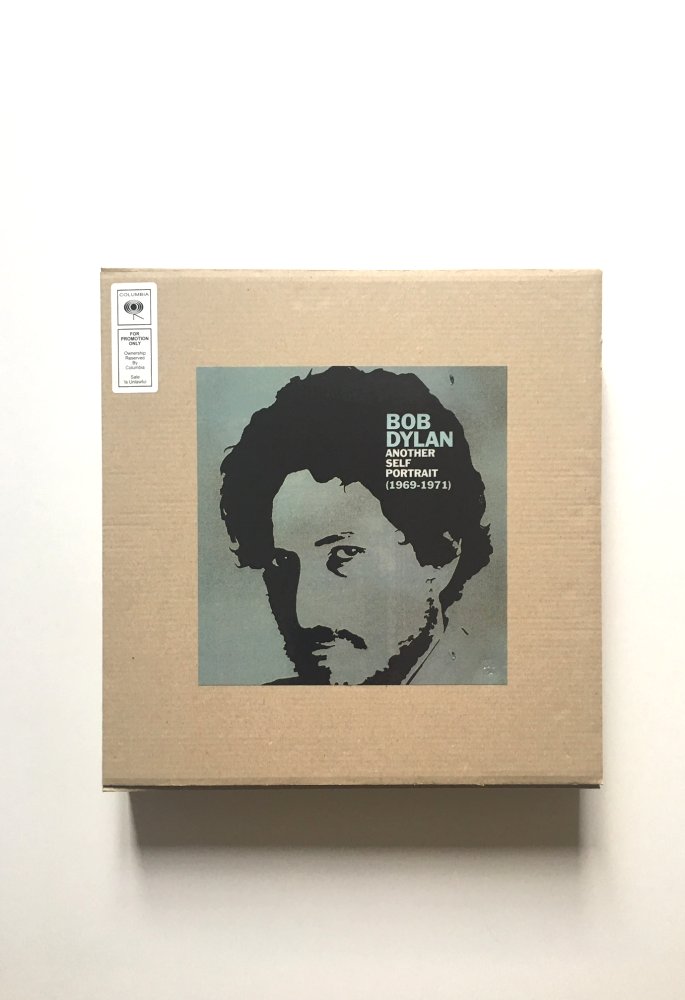 COLUMBIA
FOR
PROMOTION
ONLY
Ownership
Reserved
By
Columbia
Sale
Is Unlawful
BOB
DYLAN
ANOTHER
SELF
PORTRAIT
(1969-1971)